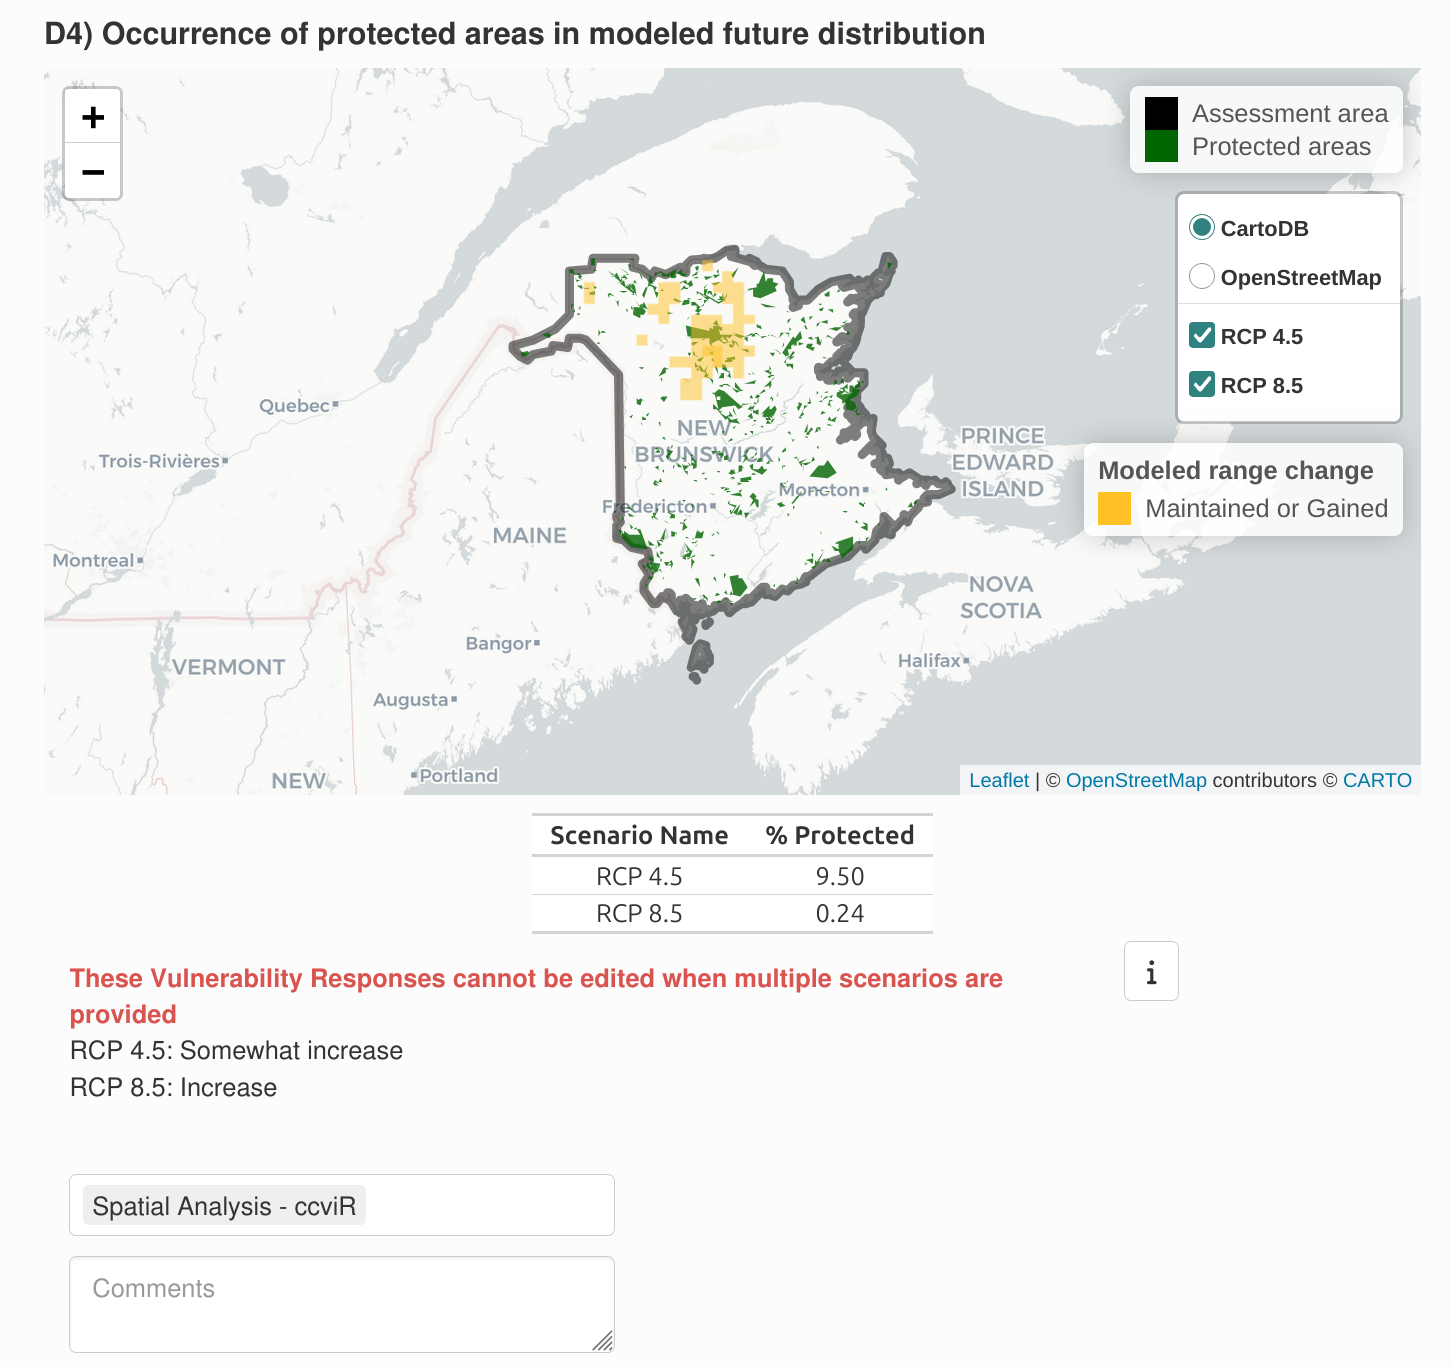 D4) Occurrence of protected areas in modeled future distribution
+
−
Assessment area
Protected areas
CartoDB
OpenStreetMap
RCP 4.5
RCP 8.5
Modeled range change
Maintained or Gained
Quebec
Trois-Rivières
Montreal
NEW
BRUNSWICK
Fredericton
Moncton
PRINCE
EDWARD
ISLAND
MAINE
NOVA
SCOTIA
Bangor
Halifax
VERMONT
Augusta
NEW
Portland
Leaflet | © OpenStreetMap contributors © CARTO
Scenario Name % Protected
RCP 4.5 9.50
RCP 8.5 0.24
These Vulnerability Responses cannot be edited when multiple scenarios are
provided
i
RCP 4.5: Somewhat increase
RCP 8.5: Increase
Spatial Analysis - ccviR
Comments